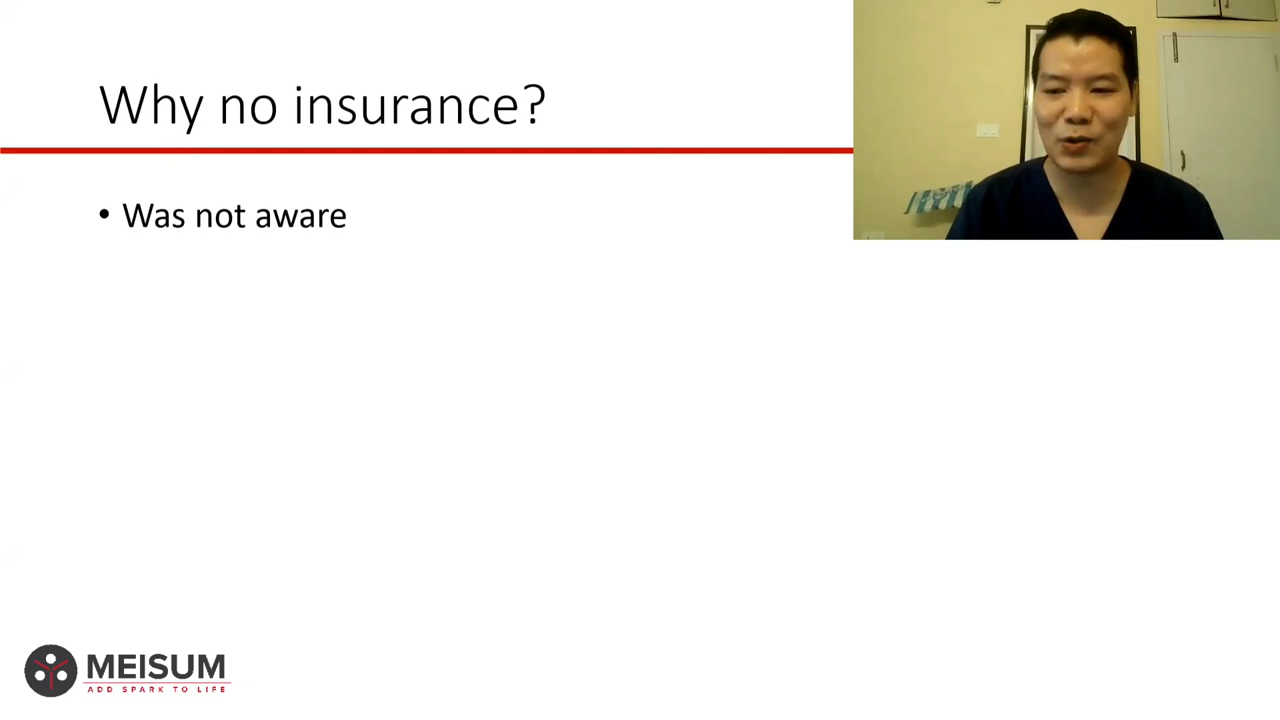 Why no insurance?
• Was not aware
MEISUM
ADD SPARK TO LIFE